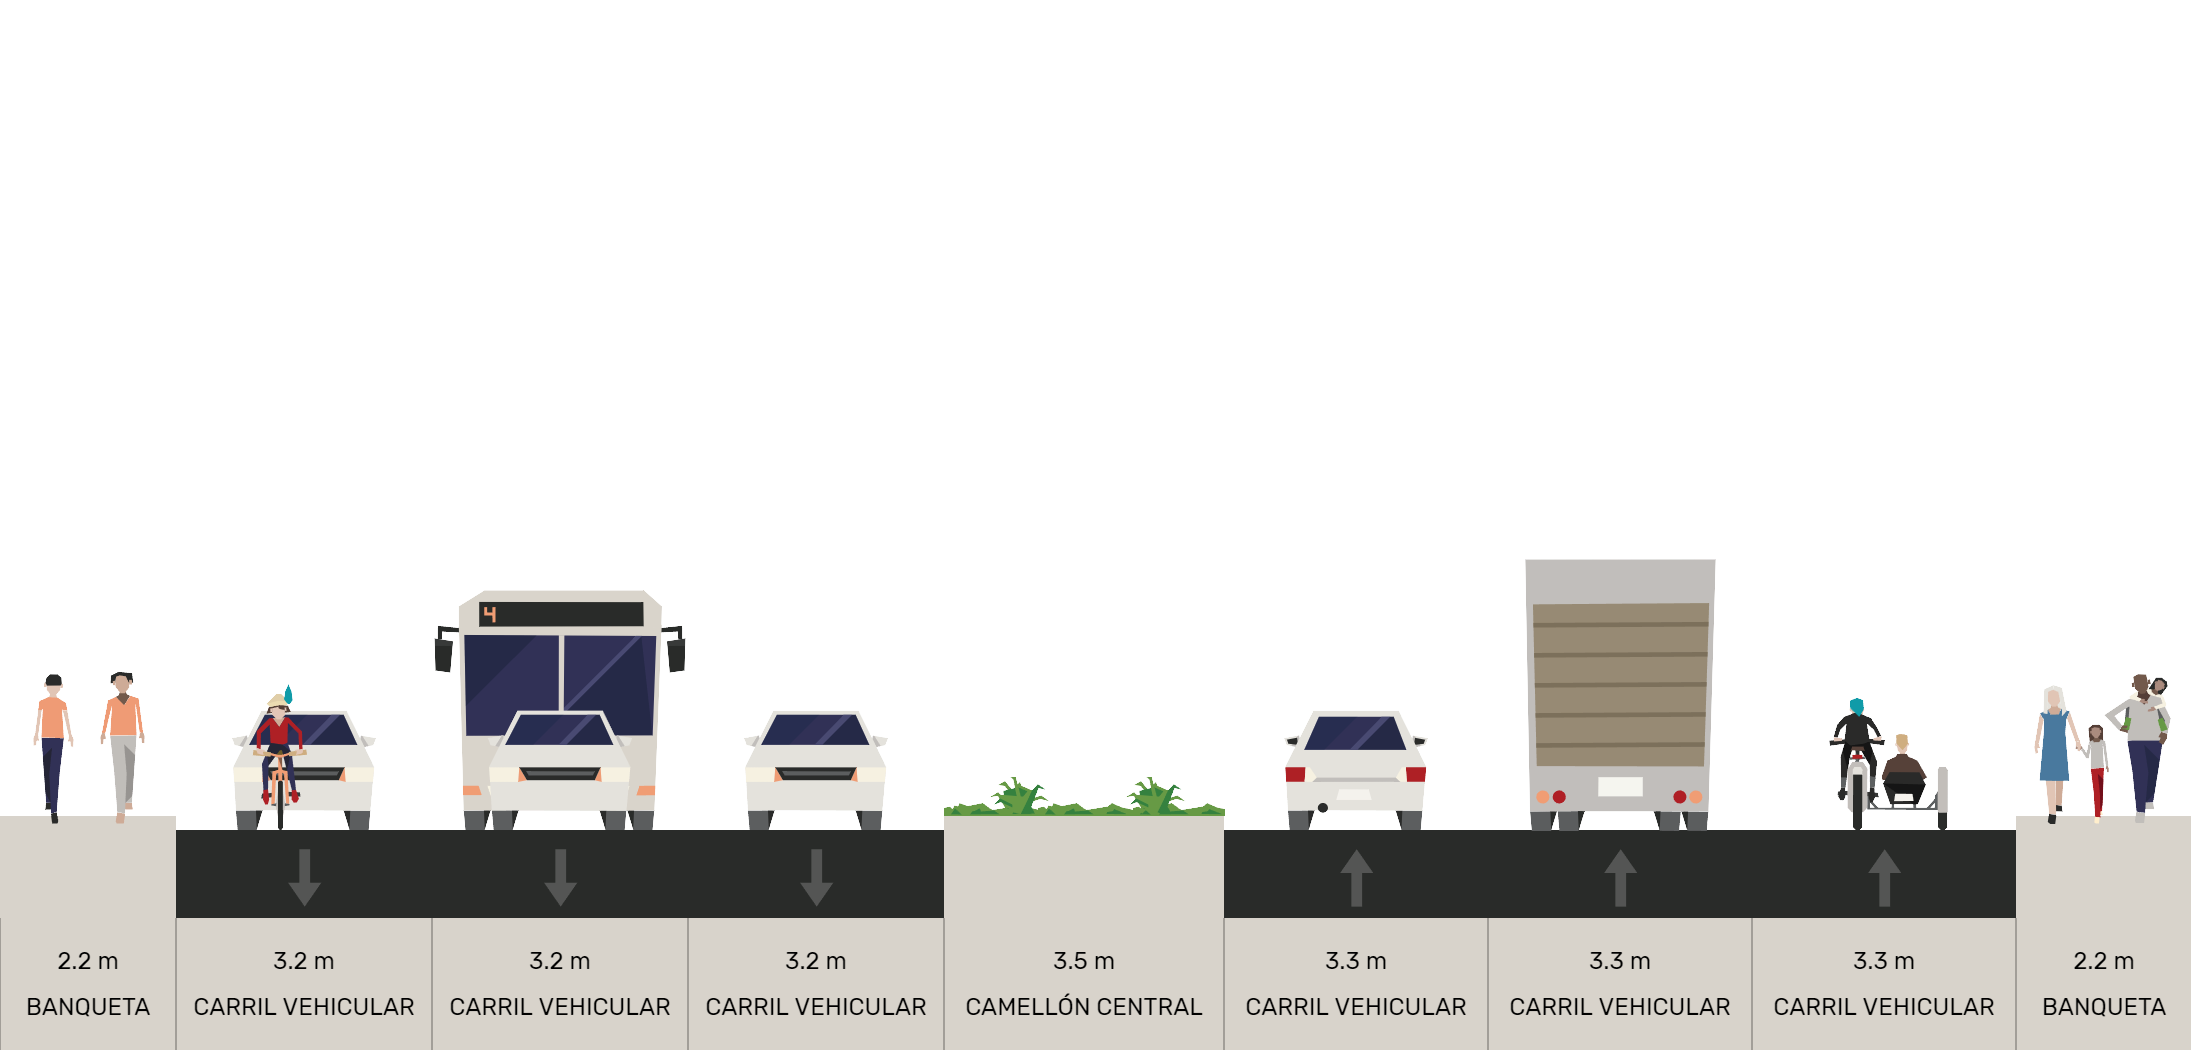 4
2.2 m
BANQUETA
3.2 m
CARRIL VEHICULAR
3.2 m
CARRIL VEHICULAR
3.2 m
CARRIL VEHICULAR
3.5 m
CAMELLÓN CENTRAL
3.3 m
CARRIL VEHICULAR
3.3 m
CARRIL VEHICULAR
3.3 m
CARRIL VEHICULAR
2.2 m
BANQUETA